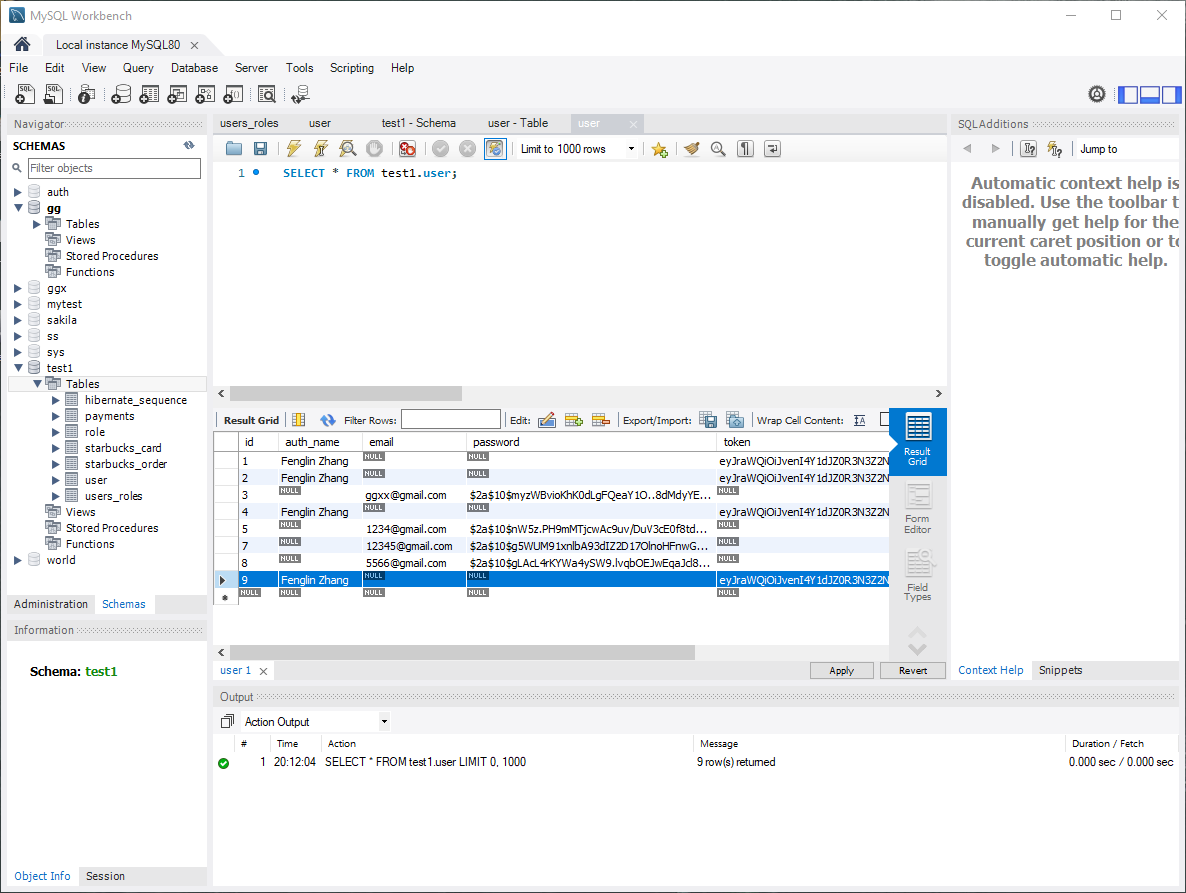 MySQL Workbench
Local instance MySQL80
File Edit View Query Database Server Tools Scripting Help
Navigator
SCHEMAS
Filter objects
auth
gg
Tables
Views
Stored Procedures
Functions
ggx
mytest
sakila
ss
sys
test1
Tables
hibernate_sequence
payments
role
starbucks_card
starbucks_order
user
users_roles
Views
Stored Procedures
Functions
world
Administration Schemas
Information
Schema: test1
Object Info Session
users_roles user test1 - Schema user - Table user
Limit to 1000 rows
1 SELECT * FROM test1.user;
Result Grid Filter Rows: Edit: Export/Import: Wrap Cell Content:
id auth_name email password token
1 Fenglin Zhang NULL NULL eyJraWQiOiJvenI4Y1dJZ0R3N3Z2N
2 Fenglin Zhang NULL NULL eyJraWQiOiJvenI4Y1dJZ0R3N3Z2N
3 NULL ggxx@gmail.com $2a$10$myzWBvioKhK0dLgFQeaY1O..8dMdyYE... NULL
4 Fenglin Zhang NULL NULL eyJraWQiOiJvenI4Y1dJZ0R3N3Z2N
5 NULL 1234@gmail.com $2a$10$nW5z.PH9mMTjcwAc9uv/DuV3cE0f8td... NULL
7 NULL 12345@gmail.com $2a$10$g5WUM91xnlbA93dIZ2D17OlnoHFnwG... NULL
8 NULL 5566@gmail.com $2a$10$gLAcL4rKYWa4ySW9.lvqbOEJwEqaJcl8... NULL
9 Fenglin Zhang NULL NULL eyJraWQiOiJvenI4Y1dJZ0R3N3Z2N
NULL NULL NULL NULL NULL
Result
Grid
Form
Editor
Field
Types
user 1 Apply Revert
SQLAdditions
Jump to
Automatic context help is
disabled. Use the toolbar t
manually get help for the
current caret position or to
toggle automatic help.
Context Help Snippets
Output
Action Output
# Time Action Message Duration / Fetch
1 20:12:04 SELECT * FROM test1.user LIMIT 0, 1000 9 row(s) returned 0.000 sec / 0.000 sec